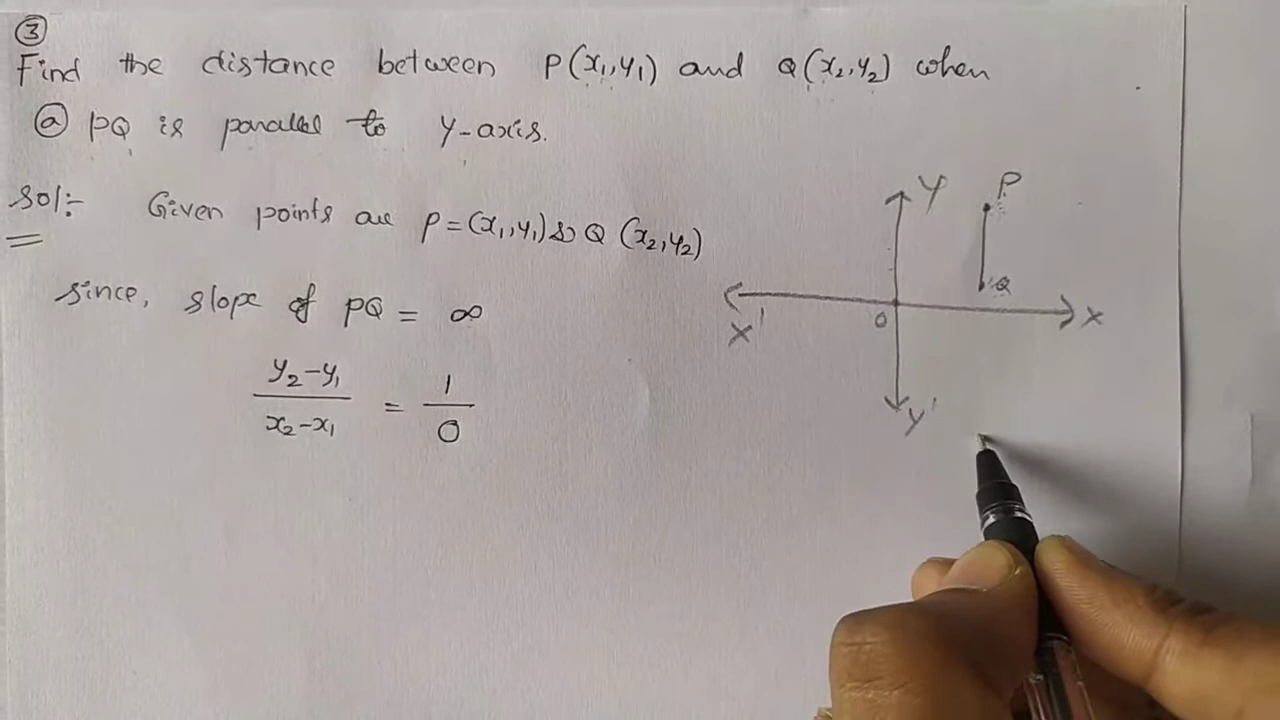 ③
Find the distance between P(x₁,y₁) and Q(x₂,y₂) when
ⓐ PQ is parallel to Y-axis.
Sol:- Given points are P=(x₁,y₁) & Q(x₂,y₂)
since, slope of PQ = ∞
y₂-y₁ / x₂-x₁ = 1 / 0
Y
P
Q
X'
O
X
Y'